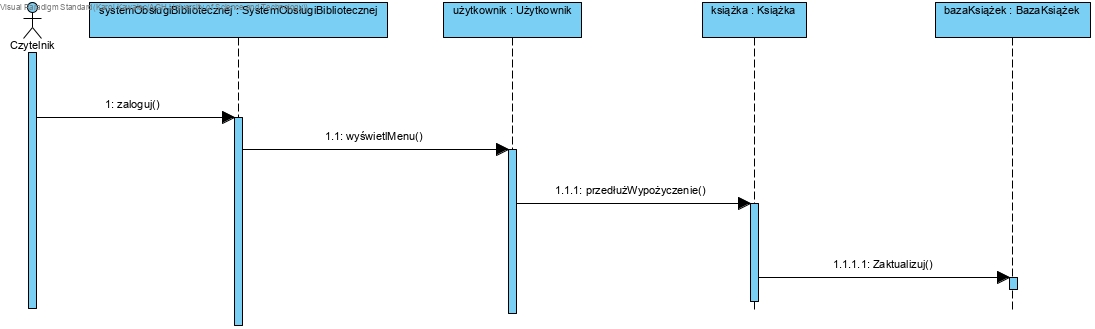 Visual Paradigm Standard
systemObsługiBibliotecznej : SystemObsługiBibliotecznej
użytkownik : Użytkownik
książka : Książka
bazaKsiążek : BazaKsiążek
Czytelnik
1: zaloguj()
1.1: wyświetlMenu()
1.1.1: przedłużWypożyczenie()
1.1.1.1: Zaktualizuj()